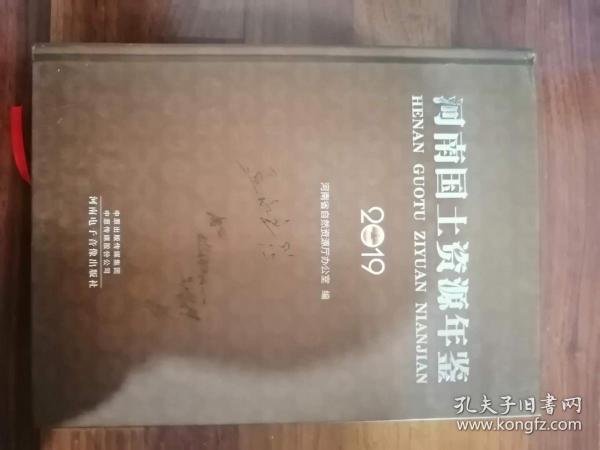 河南国土资源年鉴
HENAN GUOTU ZIYUAN NIANJIAN
2019
河南省自然资源厅办公室 编
中原出版传媒集团
中原传媒股份公司
河南电子音像出版社
孔夫子旧书网
www.kongfz.com